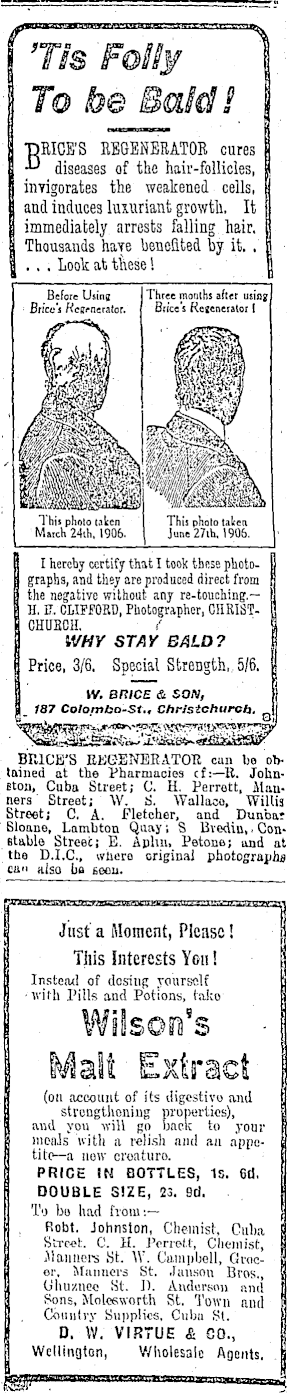 'Tis Folly
To be Bald!
BRICE'S REGENERATOR cures
diseases of the hair-follicles,
invigorates the weakened cells,
and induces luxuriant growth. It
immediately arrests falling hair.
Thousands have benefited by it. .
. . . Look at these!
Before Using
Brice's Regenerator.
This photo taken
March 24th, 1906.
Three months after using
Brice's Regenerator!
This photo taken
June 27th, 1906.
I hereby certify that I took these photo-
graphs, and they are produced direct from
the negative without any re-touching.—
H. H. CLIFFORD, Photographer, CHRIST-
CHURCH.
WHY STAY BALD?
Price, 3/6. Special Strength, 5/6.
W. BRICE & SON,
187 Colombo-St., Christchurch.
BRICE'S REGENERATOR can be ob-
tained at the Pharmacies of:—R. John-
ston, Cuba Street; C. H. Perrett, Man-
ners Street; W. S. Wallace, Willis
Street; C. A. Fletcher, and Dunbar
Sloane, Lambton Quay; S Bredin, Con-
stable Street; E. Aplin, Petone; and at
the D.I.C., where original photographs
can also be seen.
Just a Moment, Please!
This Interests You!
Instead of dosing yourself
with Pills and Potions, take
Wilson's
Malt Extract
(on account of its digestive and
strengthening properties),
and you will go back to your
meals with a relish and an appe-
tite—a new creature.
PRICE IN BOTTLES, 1s. 6d.
DOUBLE SIZE, 2s. 9d.
To be had from:—
Robt. Johnston, Chemist, Cuba
Street. C. H. Perrett, Chemist,
Manners St. W. Campbell, Groc-
er, Manners St. Janson Bros.,
Ghuznee St. D. Anderson and
Sons, Molesworth St. Town and
Country Supplies, Cuba St.
D. W. VIRTUE & CO.,
Wellington, Wholesale Agents.